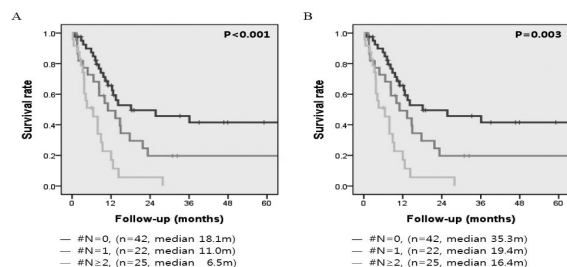 A
B
P<0.001
P=0.003
Survival rate
Survival rate
1.0
0.8
0.6
0.4
0.2
0.0
1.0
0.8
0.6
0.4
0.2
0.0
0 12 24 36 48 60
0 12 24 36 48 60
Follow-up (months)
Follow-up (months)
#N=0, (n=42, median 18.1m)
#N=1, (n=22, median 11.0m)
#N≥2, (n=25, median 6.5m)
#N=0, (n=42, median 35.3m)
#N=1, (n=22, median 19.4m)
#N≥2, (n=25, median 16.4m)